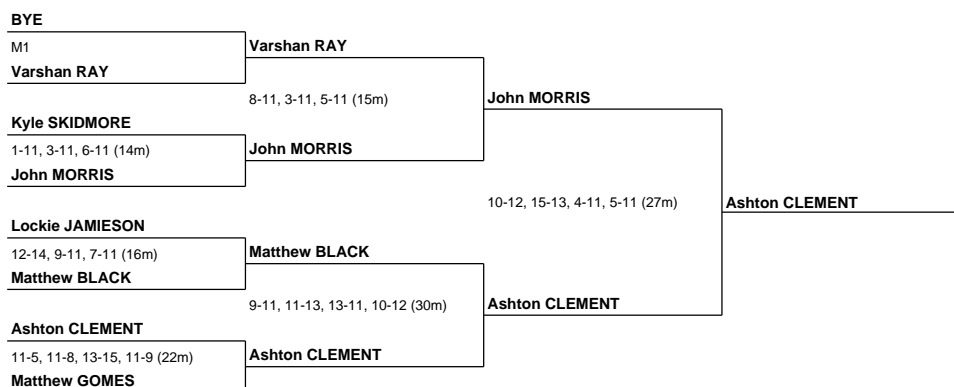 BYE
M1
Varshan RAY
Varshan RAY
8-11, 3-11, 5-11 (15m)
John MORRIS
Kyle SKIDMORE
1-11, 3-11, 6-11 (14m)
John MORRIS
John MORRIS
10-12, 15-13, 4-11, 5-11 (27m)
Ashton CLEMENT
Lockie JAMIESON
12-14, 9-11, 7-11 (16m)
Matthew BLACK
Matthew BLACK
9-11, 11-13, 13-11, 10-12 (30m)
Ashton CLEMENT
Ashton CLEMENT
11-5, 11-8, 13-15, 11-9 (22m)
Ashton CLEMENT
Matthew GOMES